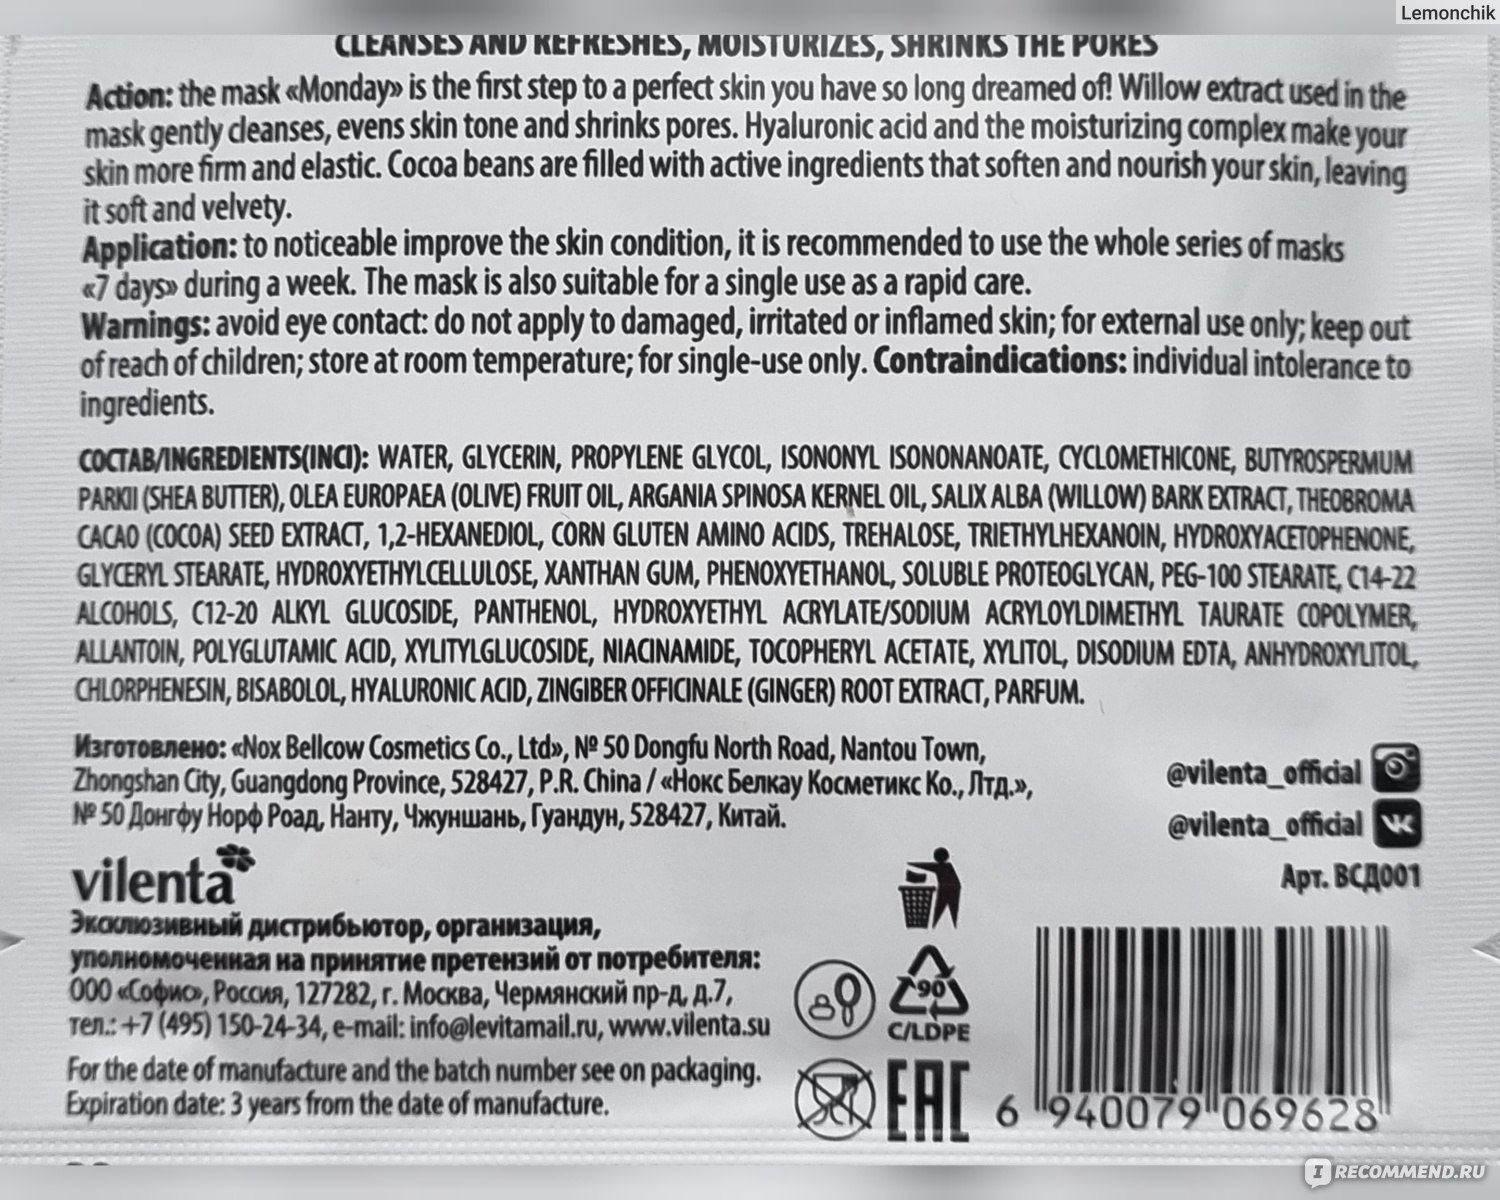 Lemonchik
CLEANSES AND REFRESHES, MOISTURIZES, SHRINKS THE PORES
Action: the mask «Monday» is the first step to a perfect skin you have so long dreamed of! Willow extract used in the
mask gently cleanses, evens skin tone and shrinks pores. Hyaluronic acid and the moisturizing complex make your
skin more firm and elastic. Cocoa beans are filled with active ingredients that soften and nourish your skin, leaving
it soft and velvety.
Application: to noticeable improve the skin condition, it is recommended to use the whole series of masks
«7 days» during a week. The mask is also suitable for a single use as a rapid care.
Warnings: avoid eye contact: do not apply to damaged, irritated or inflamed skin; for external use only; keep out
of reach of children; store at room temperature; for single-use only. Contraindications: individual intolerance to
ingredients.
СОСТАВ/INGREDIENTS(INCI): WATER, GLYCERIN, PROPYLENE GLYCOL, ISONONYL ISONONANOATE, CYCLOMETHICONE, BUTYROSPERMUM
PARKII (SHEA BUTTER), OLEA EUROPAEA (OLIVE) FRUIT OIL, ARGANIA SPINOSA KERNEL OIL, SALIX ALBA (WILLOW) BARK EXTRACT, THEOBROMA
CACAO (COCOA) SEED EXTRACT, 1,2-HEXANEDIOL, CORN GLUTEN AMINO ACIDS, TREHALOSE, TRIETHYLHEXANOIN, HYDROXYACETOPHENONE,
GLYCERYL STEARATE, HYDROXYETHYLCELLULOSE, XANTHAN GUM, PHENOXYETHANOL, SOLUBLE PROTEOGLYCAN, PEG-100 STEARATE, C14-22
ALCOHOLS, C12-20 ALKYL GLUCOSIDE, PANTHENOL, HYDROXYETHYL ACRYLATE/SODIUM ACRYLOYLDIMETHYL TAURATE COPOLYMER,
ALLANTOIN, POLYGLUTAMIC ACID, XYLITYLGLUCOSIDE, NIACINAMIDE, TOCOPHERYL ACETATE, XYLITOL, DISODIUM EDTA, ANHYDROXYLITOL,
CHLORPHENESIN, BISABOLOL, HYALURONIC ACID, ZINGIBER OFFICINALE (GINGER) ROOT EXTRACT, PARFUM.
Изготовлено: «Nox Bellcow Cosmetics Co., Ltd», № 50 Dongfu North Road, Nantou Town,
Zhongshan City, Guangdong Province, 528427, P.R. China / «Нокс Белкау Косметикс Ко., Лтд.»,
№ 50 Донгфу Норф Роад, Нанту, Чжуншань, Гуандун, 528427, Китай.
@vilenta_official
@vilenta_official
Арт. ВСД001
vilenta
Эксклюзивный дистрибьютор, организация,
уполномоченная на принятие претензий от потребителя:
ООО «Софис», Россия, 127282, г. Москва, Чермянский пр-д, д.7,
тел.: +7 (495) 150-24-34, e-mail: info@levitamail.ru, www.vilenta.su
For the date of manufacture and the batch number see on packaging.
Expiration date: 3 years from the date of manufacture.
90
C/LDPE
EAC
6 940079 069628
IRECOMMEND.RU